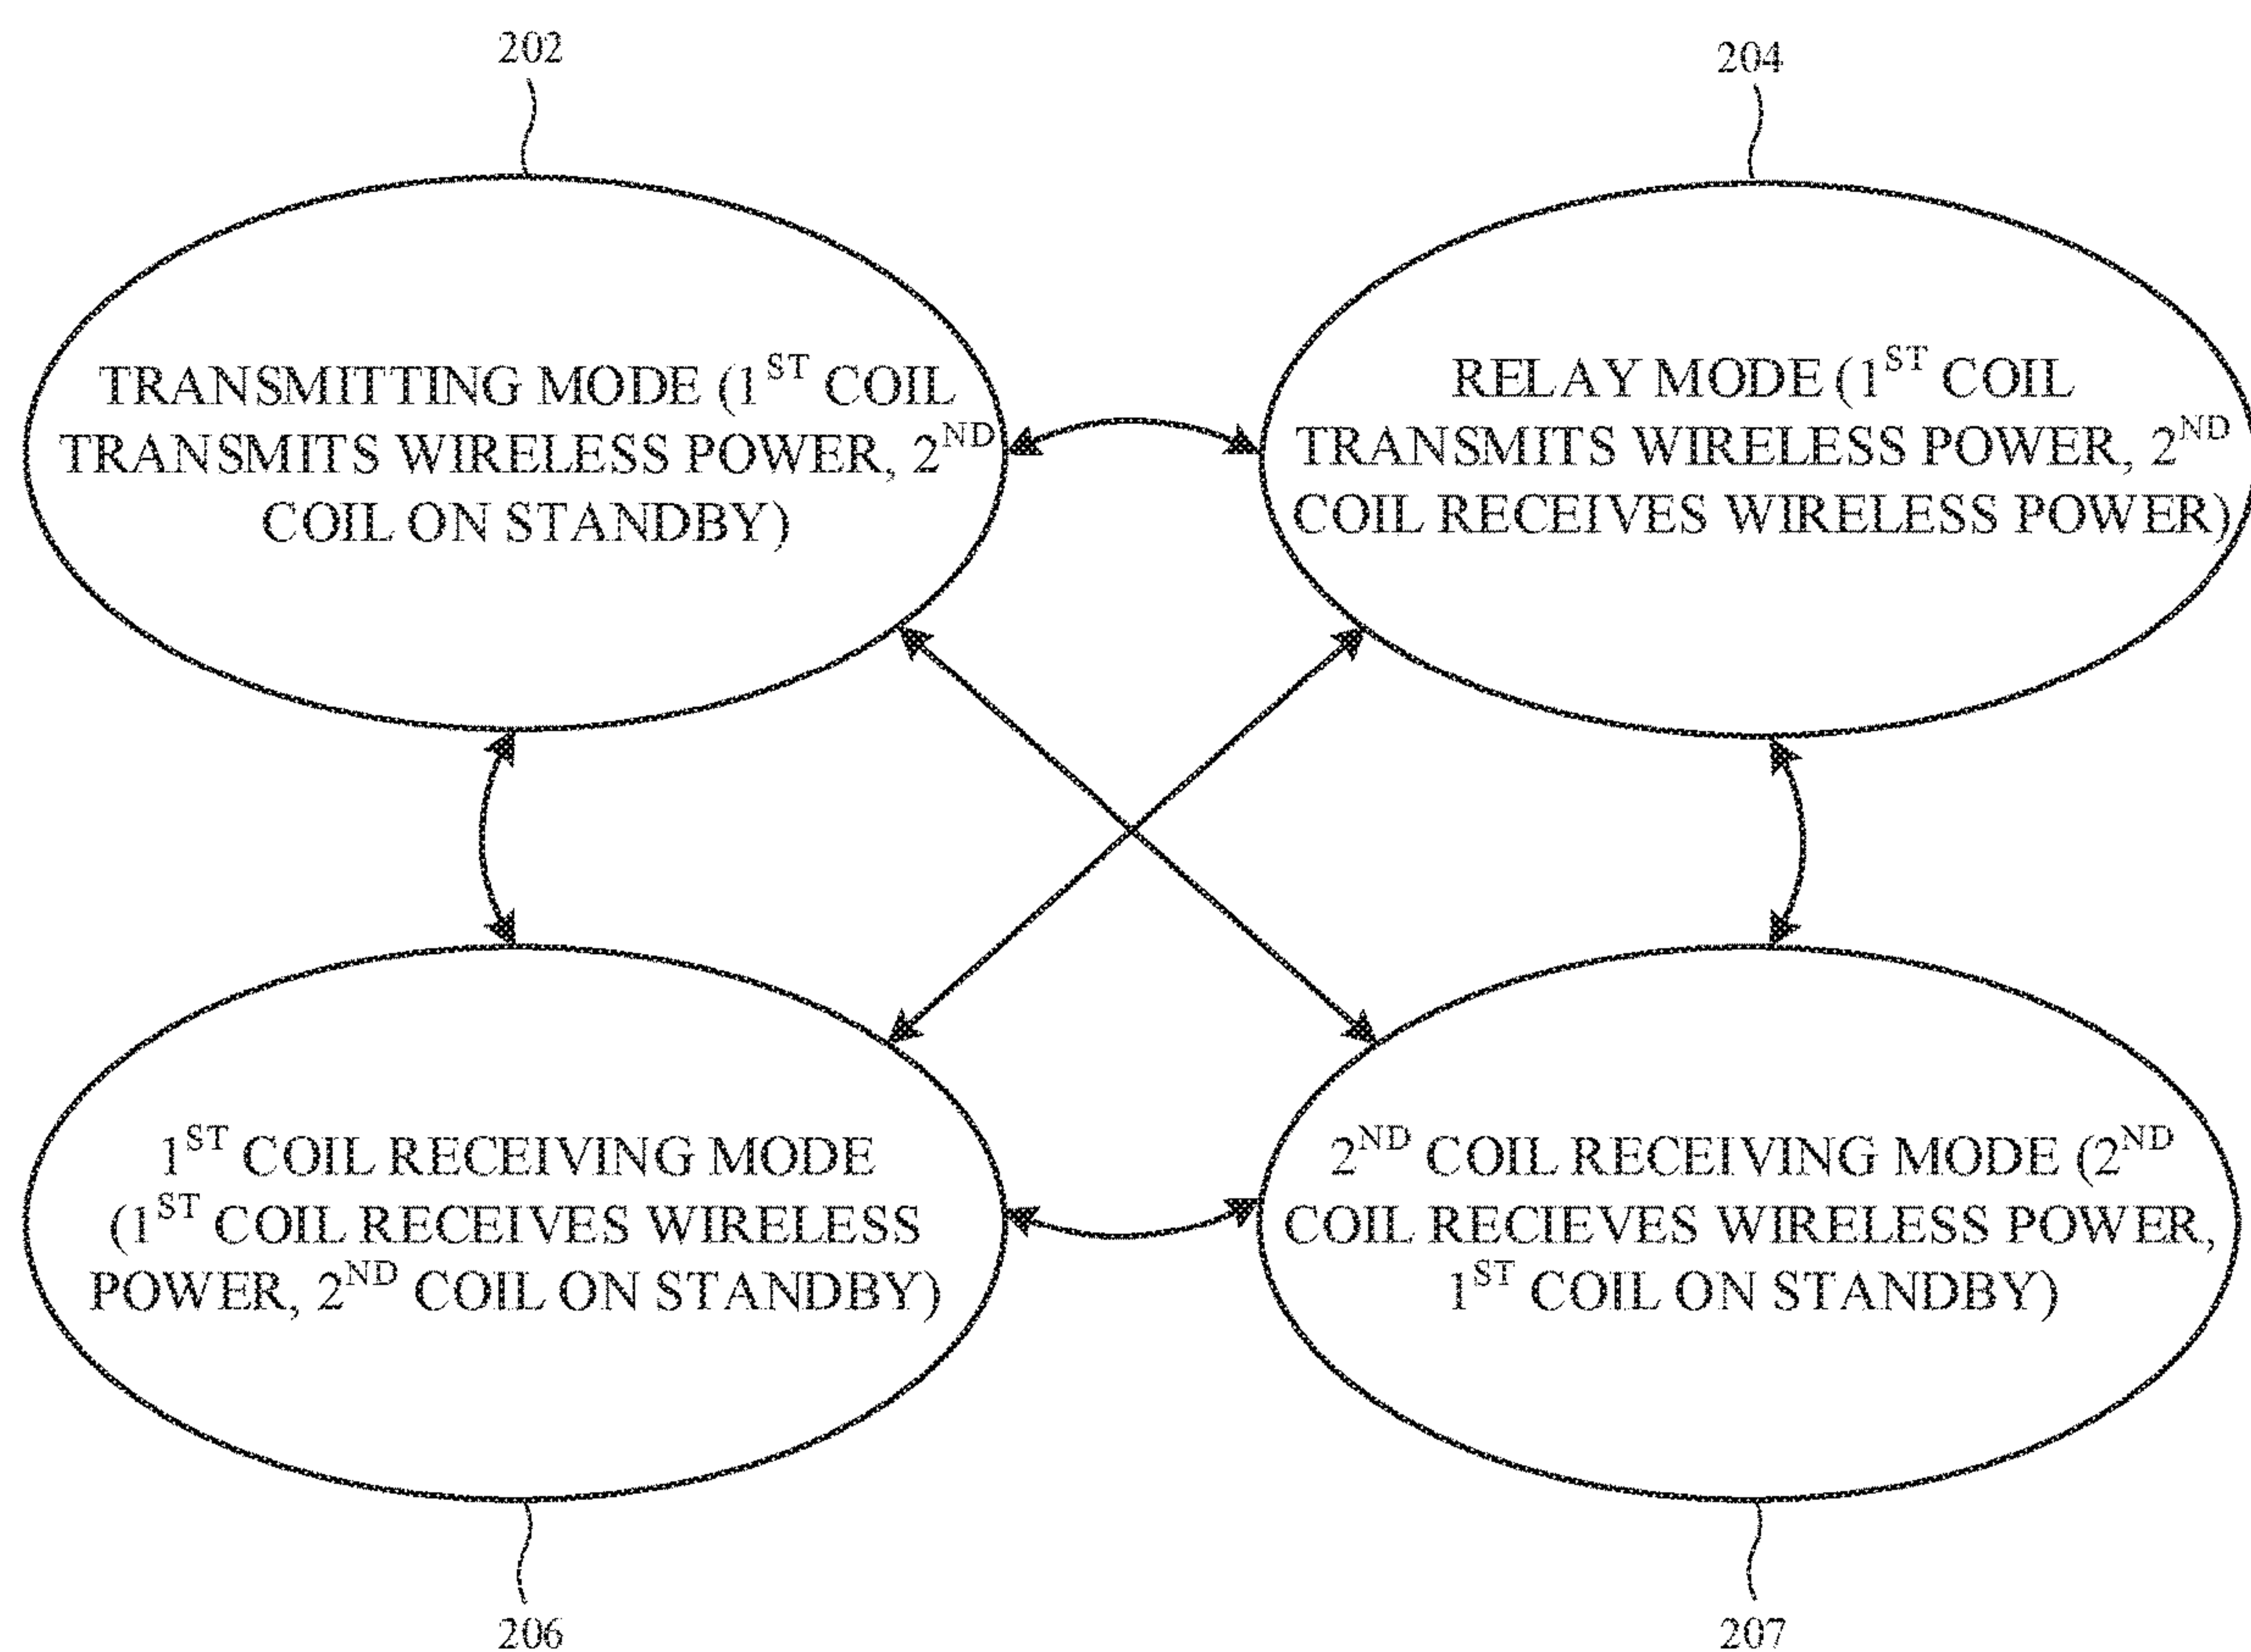 202
204
TRANSMITTING MODE (1ST COIL
TRANSMITS WIRELESS POWER, 2ND
COIL ON STANDBY)
RELAY MODE (1ST COIL
TRANSMITS WIRELESS POWER, 2ND
COIL RECEIVES WIRELESS POWER)
1ST COIL RECEIVING MODE
(1ST COIL RECEIVES WIRELESS
POWER, 2ND COIL ON STANDBY)
2ND COIL RECEIVING MODE (2ND
COIL RECIEVES WIRELESS POWER,
1ST COIL ON STANDBY)
206
207